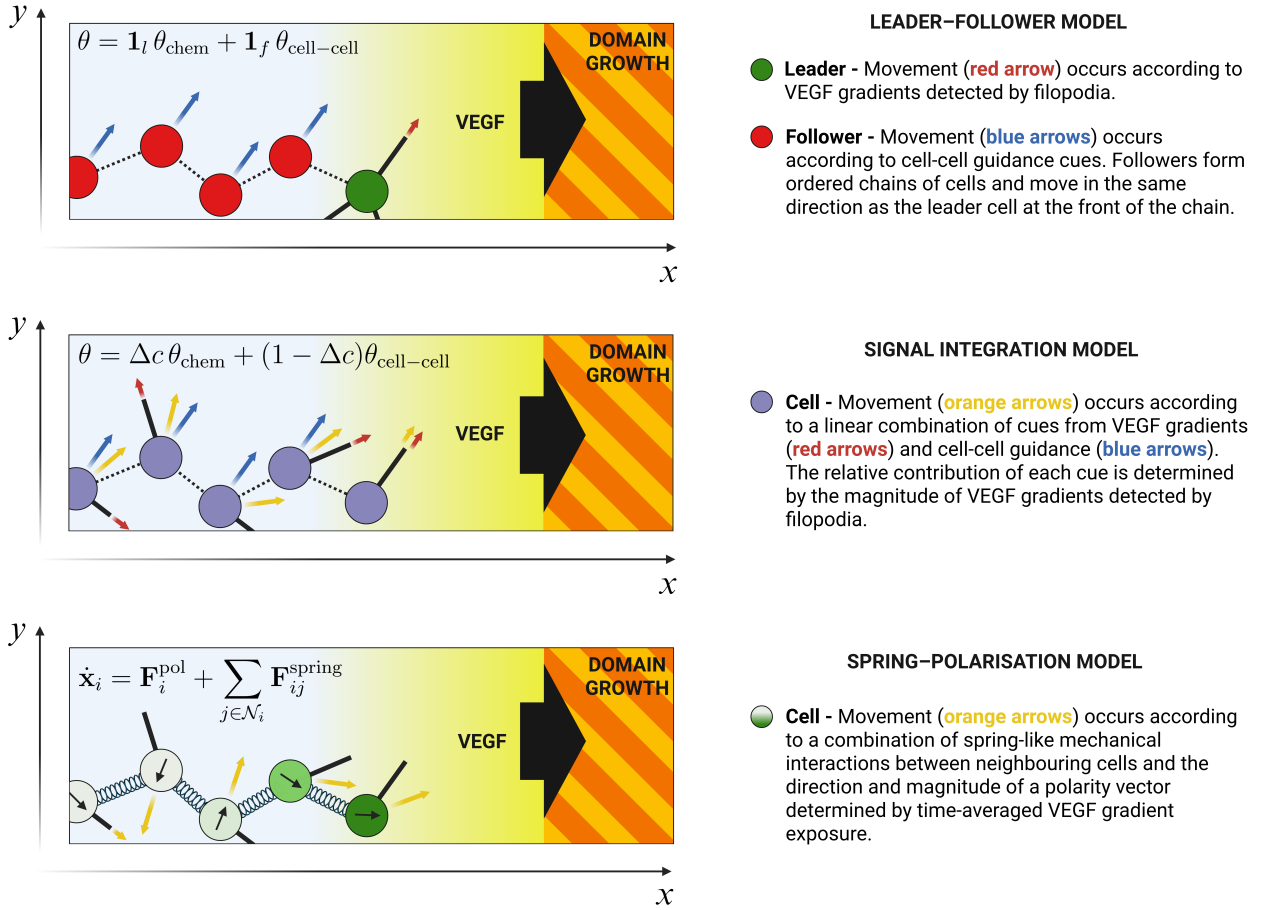 y
θ = 𝟏_l θ_chem + 𝟏_f θ_cell−cell
DOMAIN
GROWTH
VEGF
x
LEADER–FOLLOWER MODEL
Leader - Movement (red arrow) occurs according to
VEGF gradients detected by filopodia.
Follower - Movement (blue arrows) occurs
according to cell-cell guidance cues. Followers form
ordered chains of cells and move in the same
direction as the leader cell at the front of the chain.
y
θ = Δc θ_chem + (1 − Δc)θ_cell−cell
DOMAIN
GROWTH
VEGF
x
SIGNAL INTEGRATION MODEL
Cell - Movement (orange arrows) occurs according
to a linear combination of cues from VEGF gradients
(red arrows) and cell-cell guidance (blue arrows).
The relative contribution of each cue is determined
by the magnitude of VEGF gradients detected by
filopodia.
y
ẋ_i = F_i^pol + ∑_{j∈𝒩_i} F_ij^spring
DOMAIN
GROWTH
VEGF
x
SPRING–POLARISATION MODEL
Cell - Movement (orange arrows) occurs according
to a combination of spring-like mechanical
interactions between neighbouring cells and the
direction and magnitude of a polarity vector
determined by time-averaged VEGF gradient
exposure.